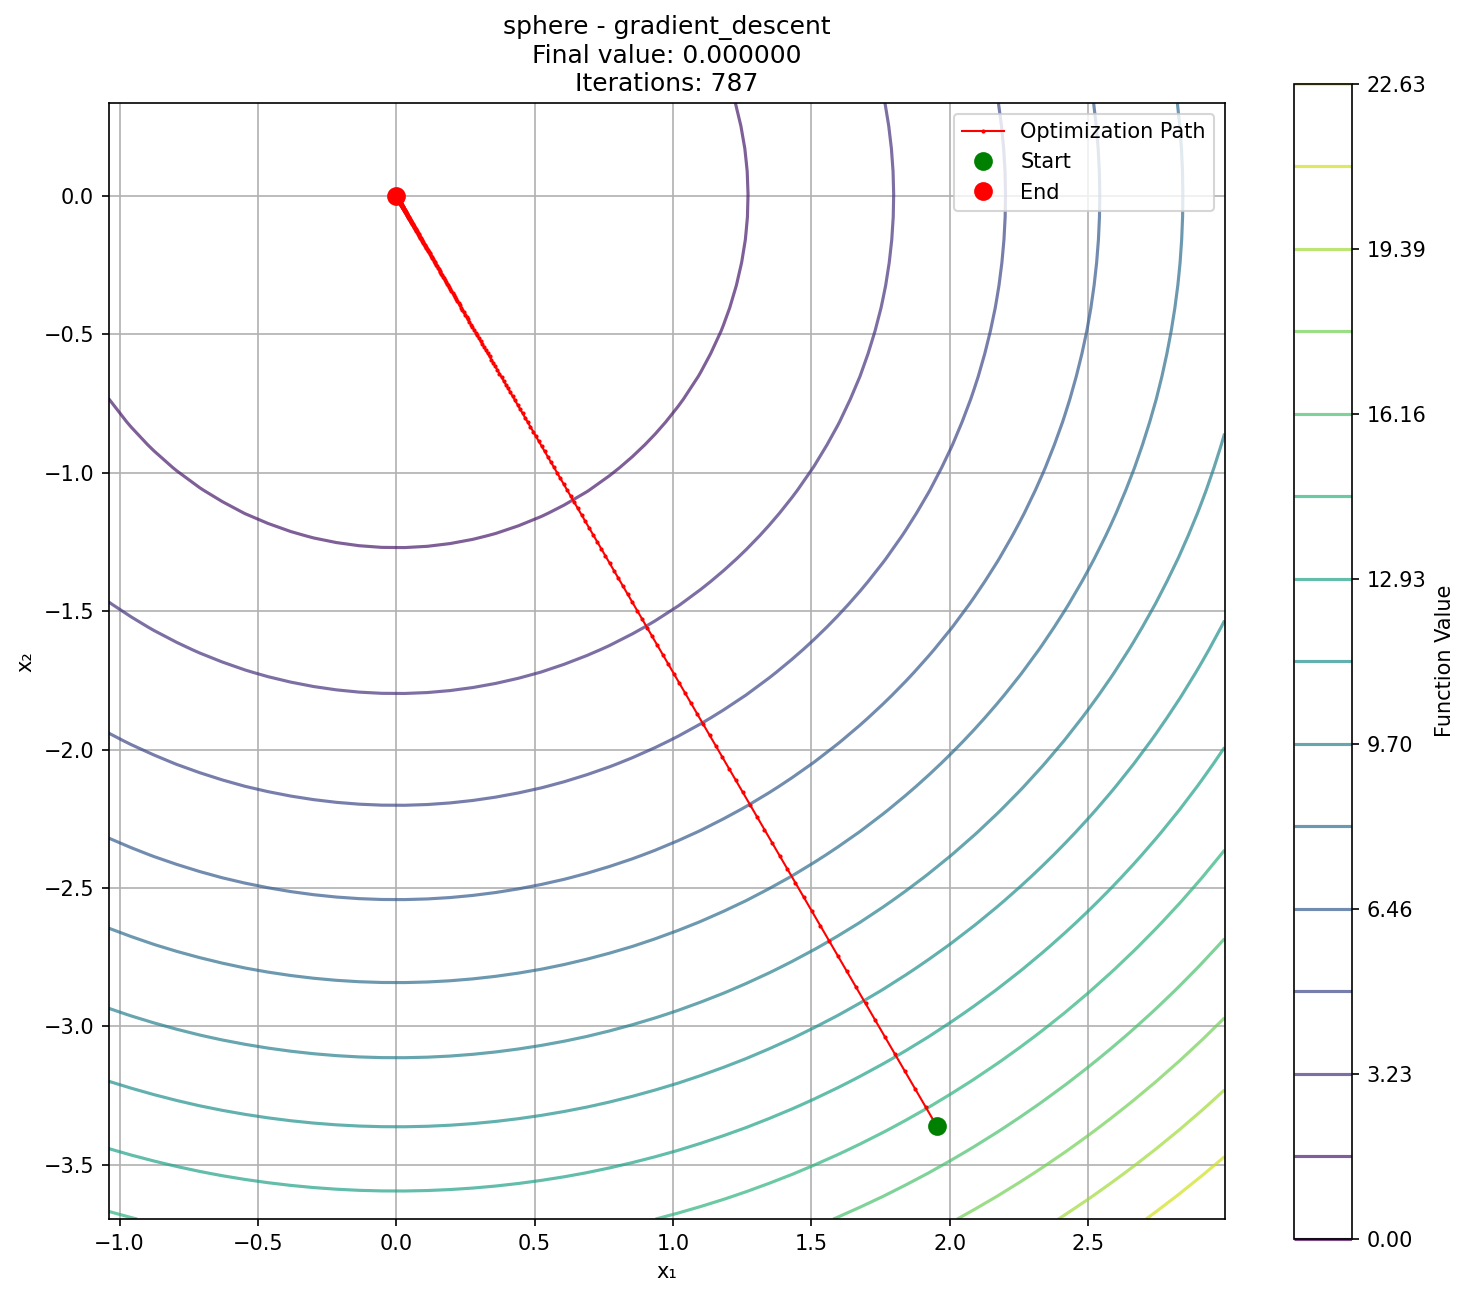 sphere - gradient_descent
Final value: 0.000000
Iterations: 787
Optimization Path
Start
End
0.0
−0.5
−1.0
−1.5
−2.0
−2.5
−3.0
−3.5
x₂
−1.0
−0.5
0.0
0.5
1.0
1.5
2.0
2.5
x₁
22.63
19.39
16.16
12.93
9.70
6.46
3.23
0.00
Function Value